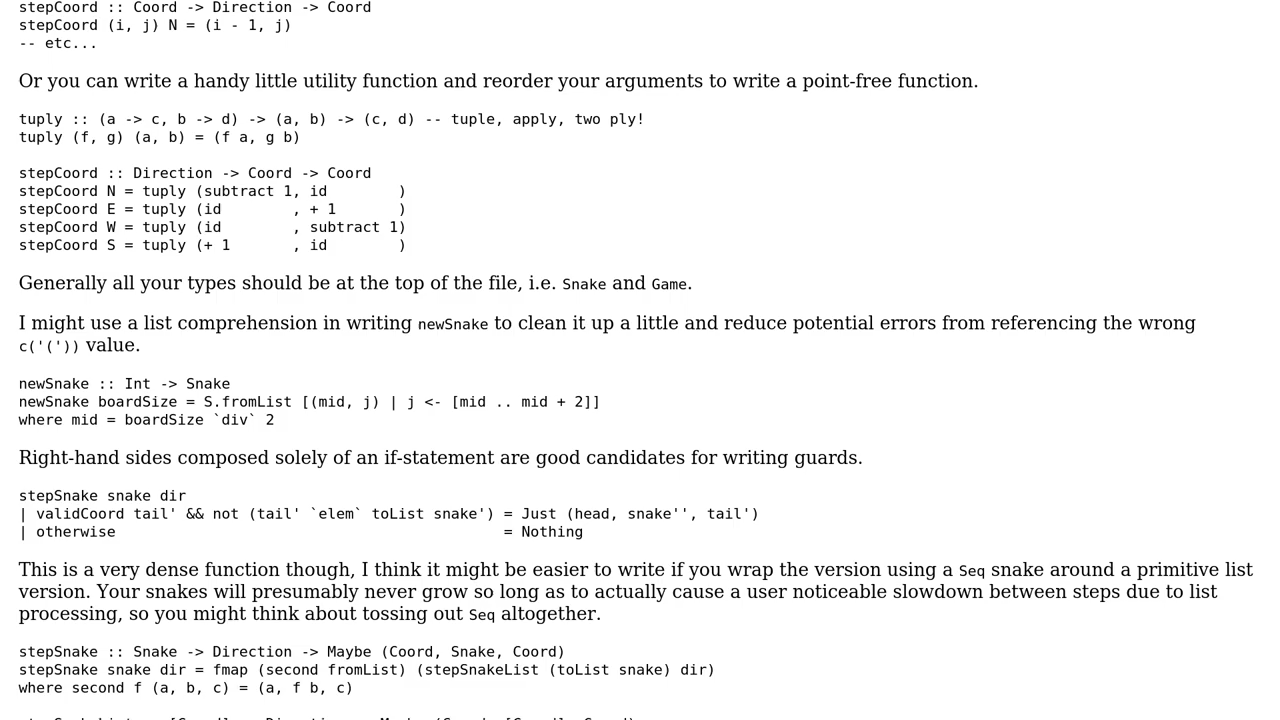 stepCoord :: Coord -> Direction -> Coord
stepCoord (i, j) N = (i - 1, j)
-- etc...
Or you can write a handy little utility function and reorder your arguments to write a point-free function.
tuply :: (a -> c, b -> d) -> (a, b) -> (c, d) -- tuple, apply, two ply!
tuply (f, g) (a, b) = (f a, g b)
stepCoord :: Direction -> Coord -> Coord
stepCoord N = tuply (subtract 1, id        )
stepCoord E = tuply (id        , + 1       )
stepCoord W = tuply (id        , subtract 1)
stepCoord S = tuply (+ 1       , id        )
Generally all your types should be at the top of the file, i.e. Snake and Game.
I might use a list comprehension in writing newSnake to clean it up a little and reduce potential errors from referencing the wrong
c('(')) value.
newSnake :: Int -> Snake
newSnake boardSize = S.fromList [(mid, j) | j <- [mid .. mid + 2]]
where mid = boardSize `div` 2
Right-hand sides composed solely of an if-statement are good candidates for writing guards.
stepSnake snake dir
| validCoord tail' && not (tail' `elem` toList snake') = Just (head, snake'', tail')
| otherwise                                            = Nothing
This is a very dense function though, I think it might be easier to write if you wrap the version using a Seq snake around a primitive list
version. Your snakes will presumably never grow so long as to actually cause a user noticeable slowdown between steps due to list
processing, so you might think about tossing out Seq altogether.
stepSnake :: Snake -> Direction -> Maybe (Coord, Snake, Coord)
stepSnake snake dir = fmap (second fromList) (stepSnakeList (toList snake) dir)
where second f (a, b, c) = (a, f b, c)